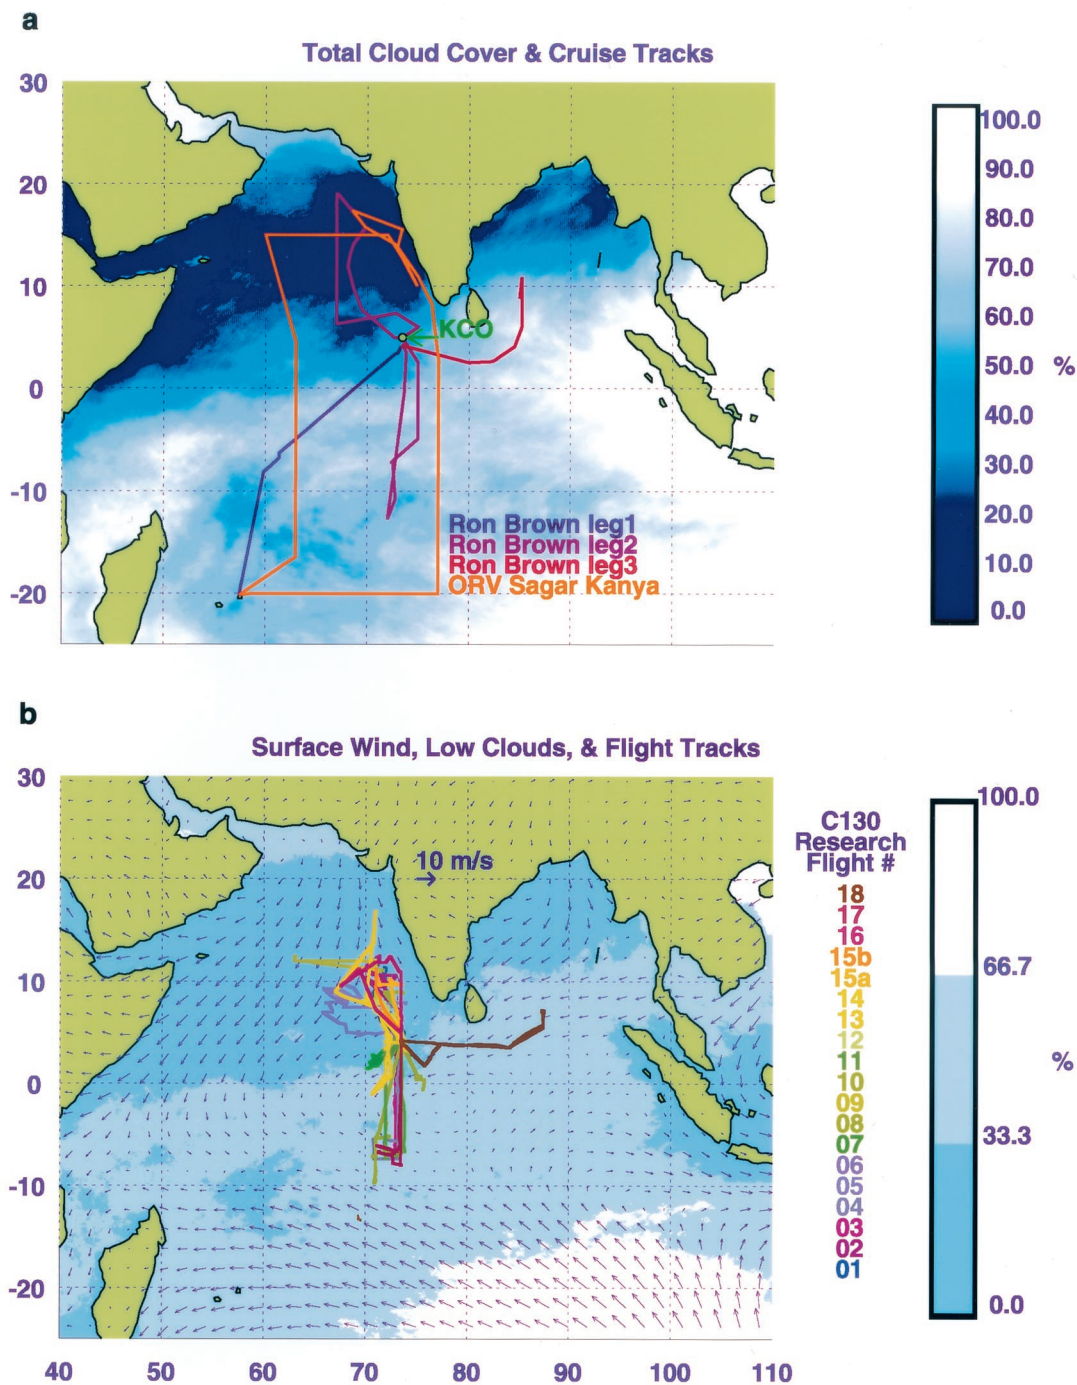 a
Total Cloud Cover & Cruise Tracks
30
20
10
0
-10
-20
KCO
Ron Brown leg1
Ron Brown leg2
Ron Brown leg3
ORV Sagar Kanya
100.0
90.0
80.0
70.0
60.0
50.0
40.0
30.0
20.0
10.0
0.0
%
b
Surface Wind, Low Clouds, & Flight Tracks
30
20
10
0
-10
-20
40 50 60 70 80 90 100 110
10 m/s
C130
Research
Flight #
18
17
16
15b
15a
14
13
12
11
10
09
08
07
06
05
04
03
02
01
100.0
66.7
33.3
0.0
%